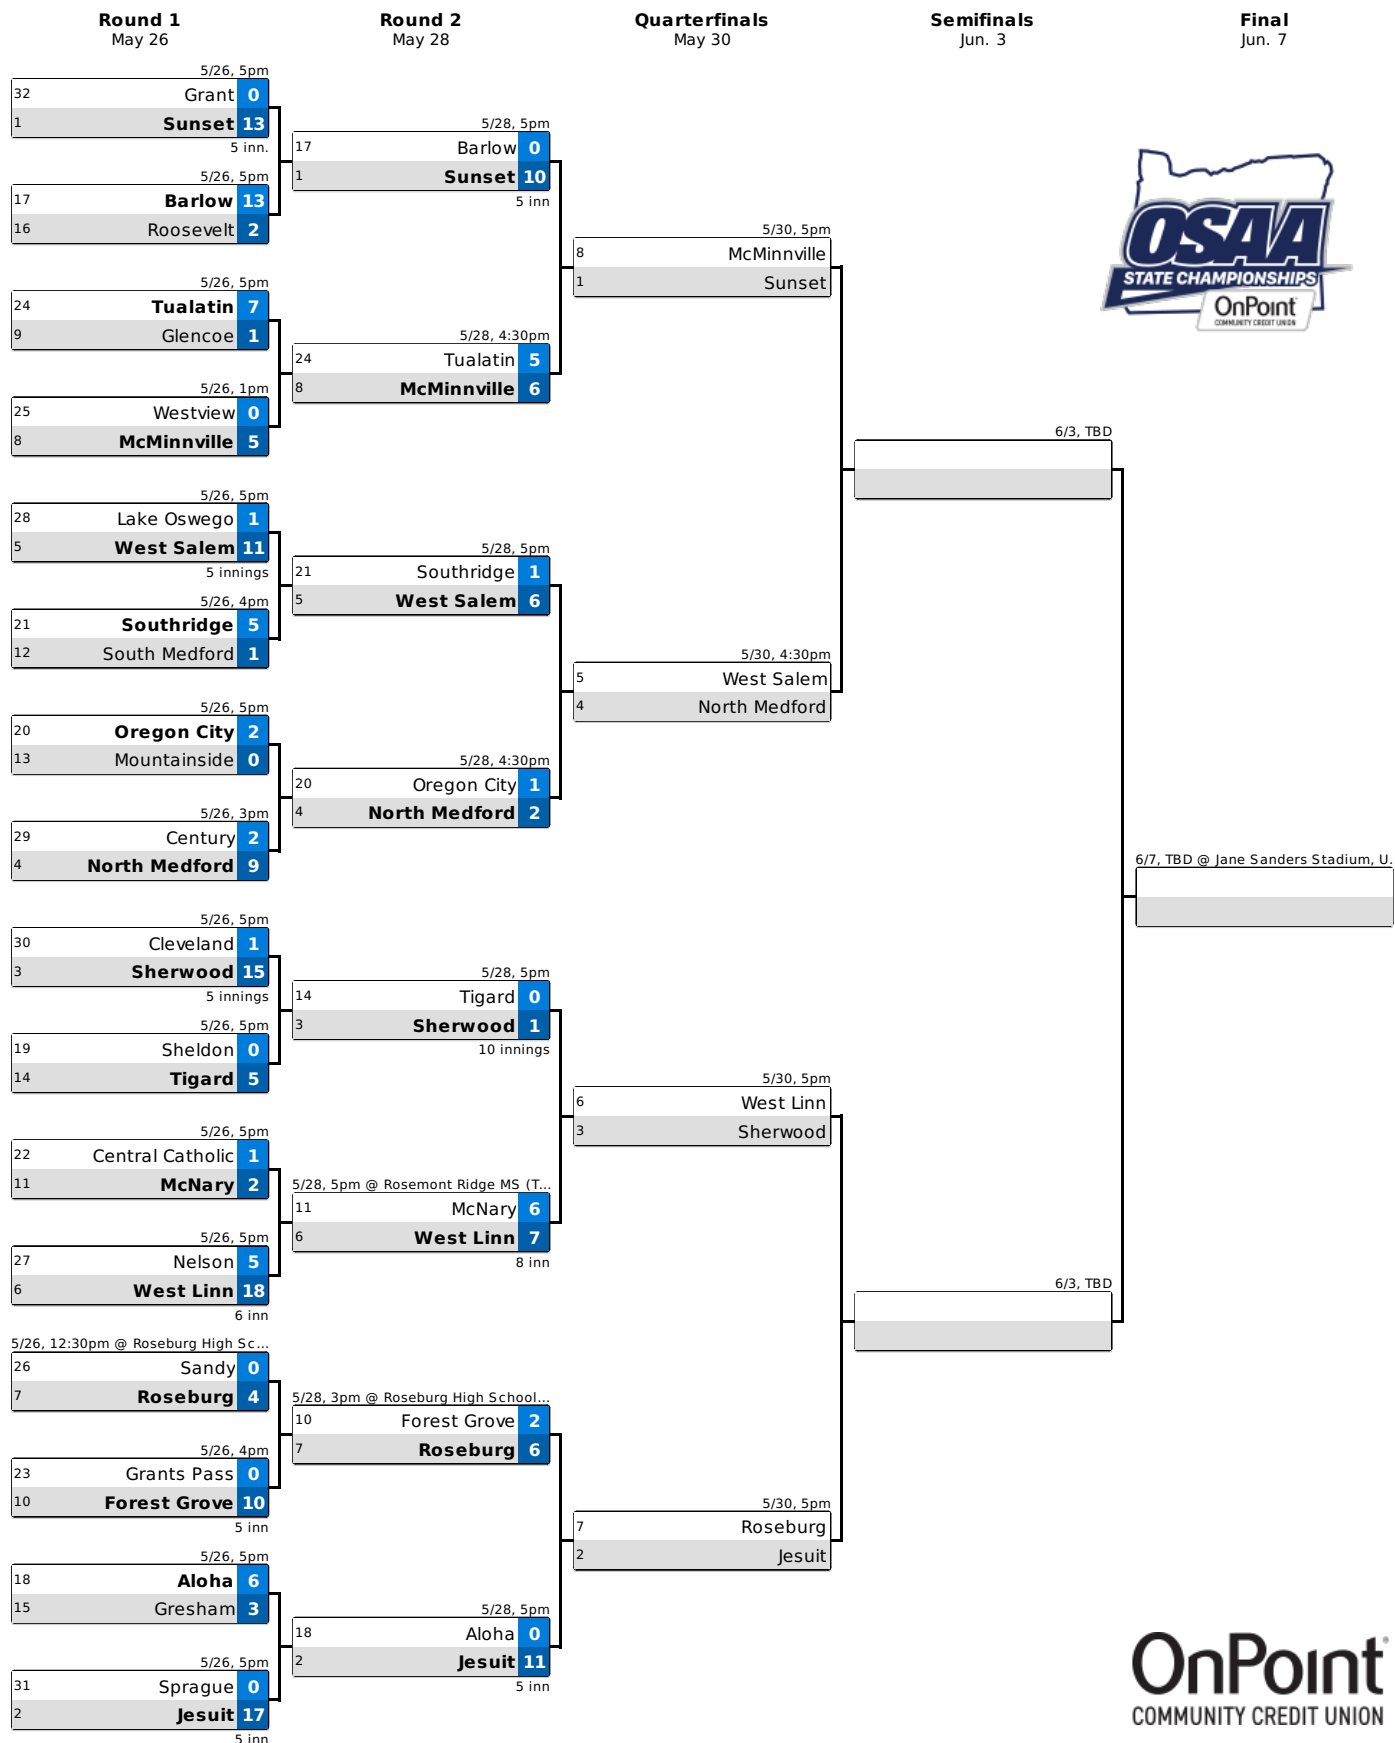 Round 1
May 26
Round 2
May 28
Quarterfinals
May 30
Semifinals
Jun. 3
Final
Jun. 7
5/26, 5pm
32 Grant 0
1 Sunset 13
5 inn.
5/26, 5pm
17 Barlow 13
16 Roosevelt 2
5/26, 5pm
24 Tualatin 7
9 Glencoe 1
5/26, 1pm
25 Westview 0
8 McMinnville 5
5/26, 5pm
28 Lake Oswego 1
5 West Salem 11
5 innings
5/26, 4pm
21 Southridge 5
12 South Medford 1
5/26, 5pm
20 Oregon City 2
13 Mountainside 0
5/26, 3pm
29 Century 2
4 North Medford 9
5/26, 5pm
30 Cleveland 1
3 Sherwood 15
5 innings
5/26, 5pm
19 Sheldon 0
14 Tigard 5
5/26, 5pm
22 Central Catholic 1
11 McNary 2
5/26, 5pm
27 Nelson 5
6 West Linn 18
6 inn
5/26, 12:30pm @ Roseburg High Sc...
26 Sandy 0
7 Roseburg 4
5/26, 4pm
23 Grants Pass 0
10 Forest Grove 10
5 inn
5/26, 5pm
18 Aloha 6
15 Gresham 3
5/26, 5pm
31 Sprague 0
2 Jesuit 17
5 inn
5/28, 5pm
17 Barlow 0
1 Sunset 10
5 inn
5/28, 4:30pm
24 Tualatin 5
8 McMinnville 6
5/28, 5pm
21 Southridge 1
5 West Salem 6
5/28, 4:30pm
20 Oregon City 1
4 North Medford 2
5/28, 5pm
14 Tigard 0
3 Sherwood 1
10 innings
5/28, 5pm @ Rosemont Ridge MS (T...
11 McNary 6
6 West Linn 7
8 inn
5/28, 3pm @ Roseburg High School...
10 Forest Grove 2
7 Roseburg 6
5/28, 5pm
18 Aloha 0
2 Jesuit 11
5 inn
5/30, 5pm
8 McMinnville
1 Sunset
5/30, 4:30pm
5 West Salem
4 North Medford
5/30, 5pm
6 West Linn
3 Sherwood
5/30, 5pm
7 Roseburg
2 Jesuit
6/3, TBD
6/3, TBD
6/7, TBD @ Jane Sanders Stadium, U.
OSAA
STATE CHAMPIONSHIPS
OnPoint
COMMUNITY CREDIT UNION
OnPoint
COMMUNITY CREDIT UNION